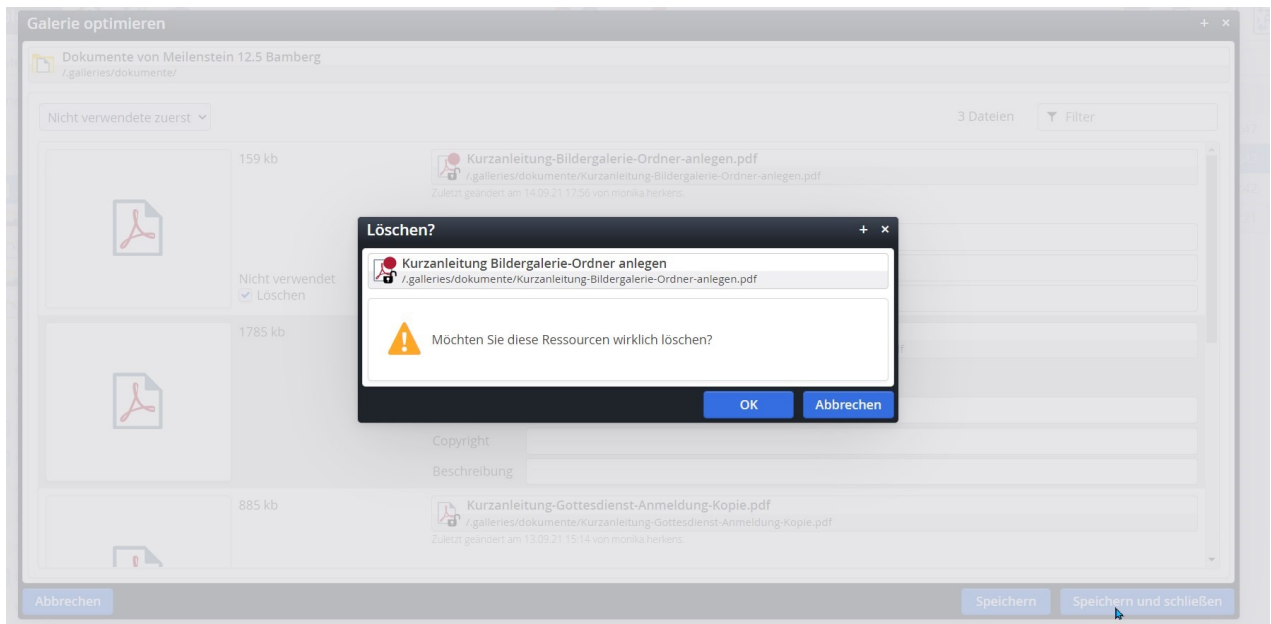 Galerie optimieren
Dokumente von Meilenstein 12.5 Bamberg
/.galleries/dokumente/
Nicht verwendete zuerst
3 Dateien
Filter
159 kb
Kurzanleitung-Bildergalerie-Ordner-anlegen.pdf
/.galleries/dokumente/Kurzanleitung-Bildergalerie-Ordner-anlegen.pdf
Zuletzt geändert am 14.09.21 17:56 von monika.herkens.
Nicht verwendet
Löschen
Löschen?
Kurzanleitung Bildergalerie-Ordner anlegen
/.galleries/dokumente/Kurzanleitung-Bildergalerie-Ordner-anlegen.pdf
Möchten Sie diese Ressourcen wirklich löschen?
OK
Abbrechen
1785 kb
Copyright
Beschreibung
885 kb
Kurzanleitung-Gottesdienst-Anmeldung-Kopie.pdf
/.galleries/dokumente/Kurzanleitung-Gottesdienst-Anmeldung-Kopie.pdf
Zuletzt geändert am 13.09.21 15:14 von monika.herkens.
Abbrechen
Speichern
Speichern und schließen